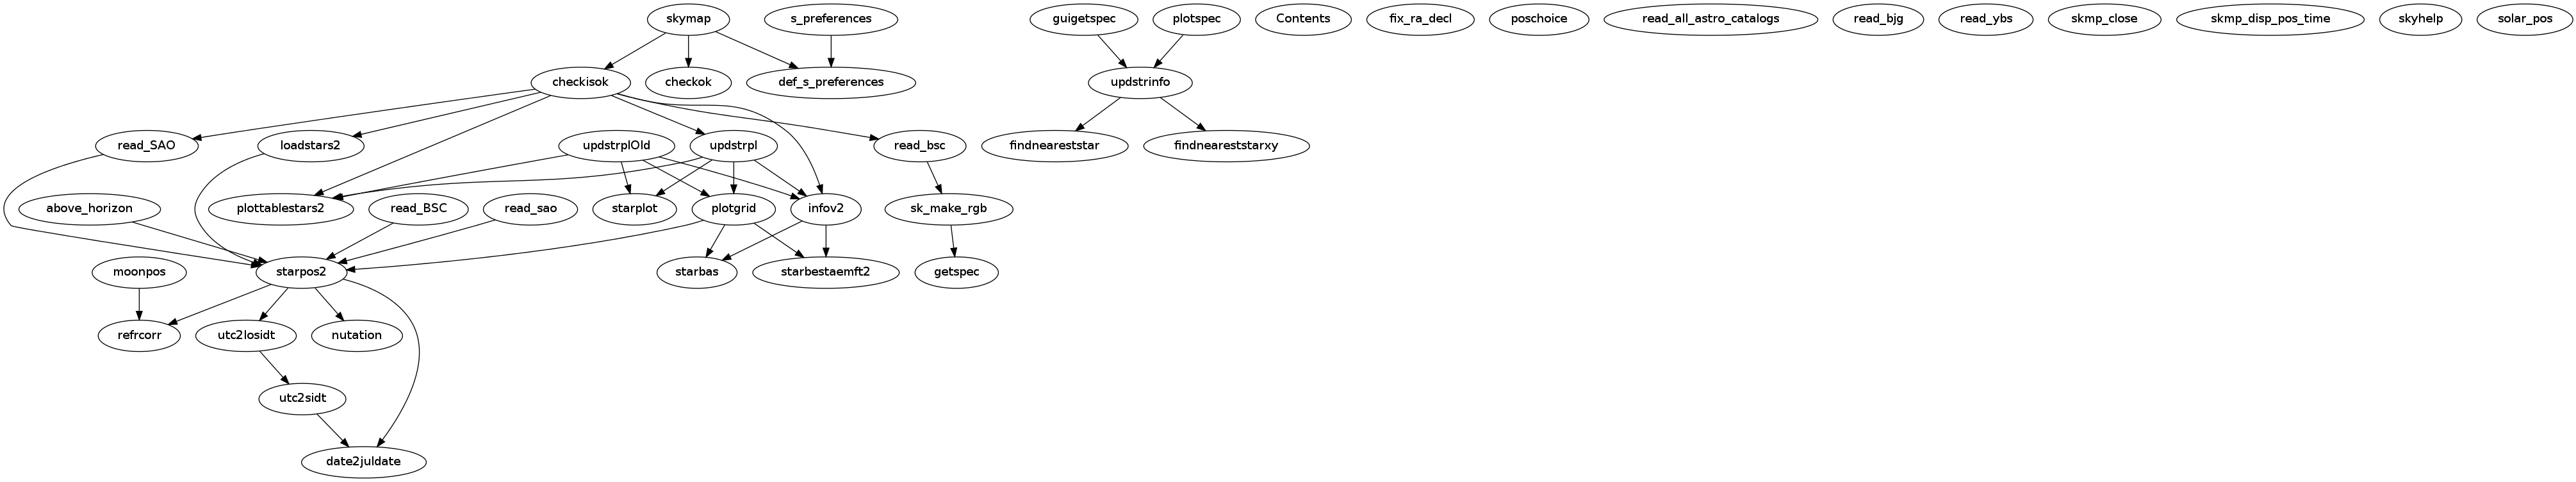 skymap
s_preferences
guigetspec
plotspec
Contents
fix_ra_decl
poschoice
read_all_astro_catalogs
read_bjg
read_ybs
skmp_close
skmp_disp_pos_time
skyhelp
solar_pos
checkisok
checkok
def_s_preferences
updstrinfo
read_SAO
loadstars2
updstrplOld
updstrpl
read_bsc
findneareststar
findneareststarxy
above_horizon
plottablestars2
read_BSC
read_sao
starplot
plotgrid
infov2
sk_make_rgb
moonpos
starpos2
starbas
starbestaemft2
getspec
refrcorr
utc2losidt
nutation
utc2sidt
date2juldate